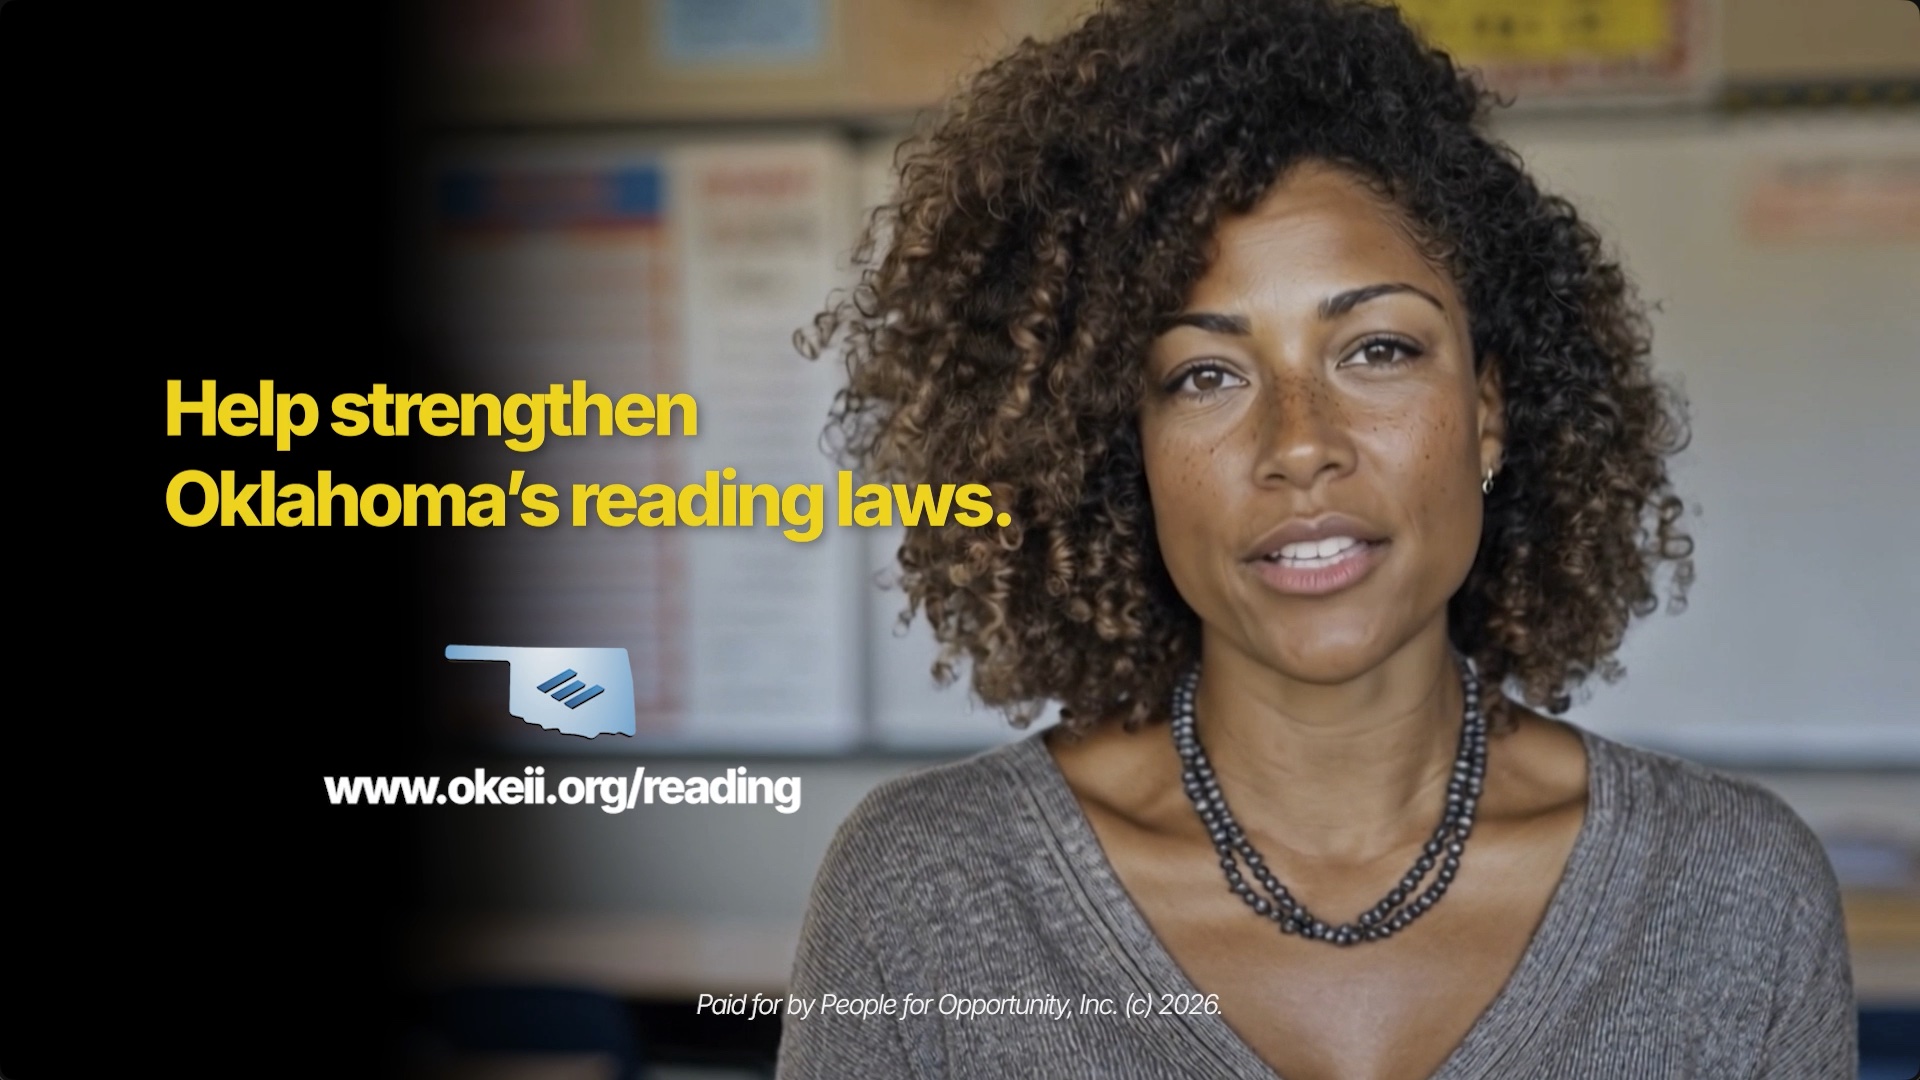 Help strengthen
Oklahoma’s reading laws.
www.okeii.org/reading
Paid for by People for Opportunity, Inc. (c) 2026.